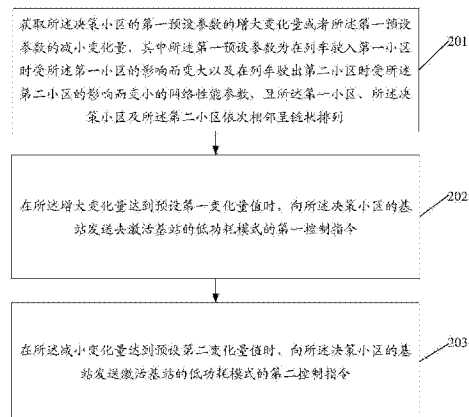 获取所述决策小区的第一预设参数的增大变化量或者所述第一预设
参数的减小变化量，其中所述第一预设参数为在列车驶入第一小区
时受所述第一小区的影响而变大以及在列车驶出第二小区时受所述
第二小区的影响而变小的网络性能参数，且所述第一小区、所述决
策小区及所述第二小区依次相邻呈链状排列
201
在所述增大变化量达到预设第一变化量值时，向所述决策小区的基
站发送去激活基站的低功耗模式的第一控制指令
202
在所述减小变化量达到预设第二变化量值时，向所述决策小区的基
站发送激活基站的低功耗模式的第二控制指令
203